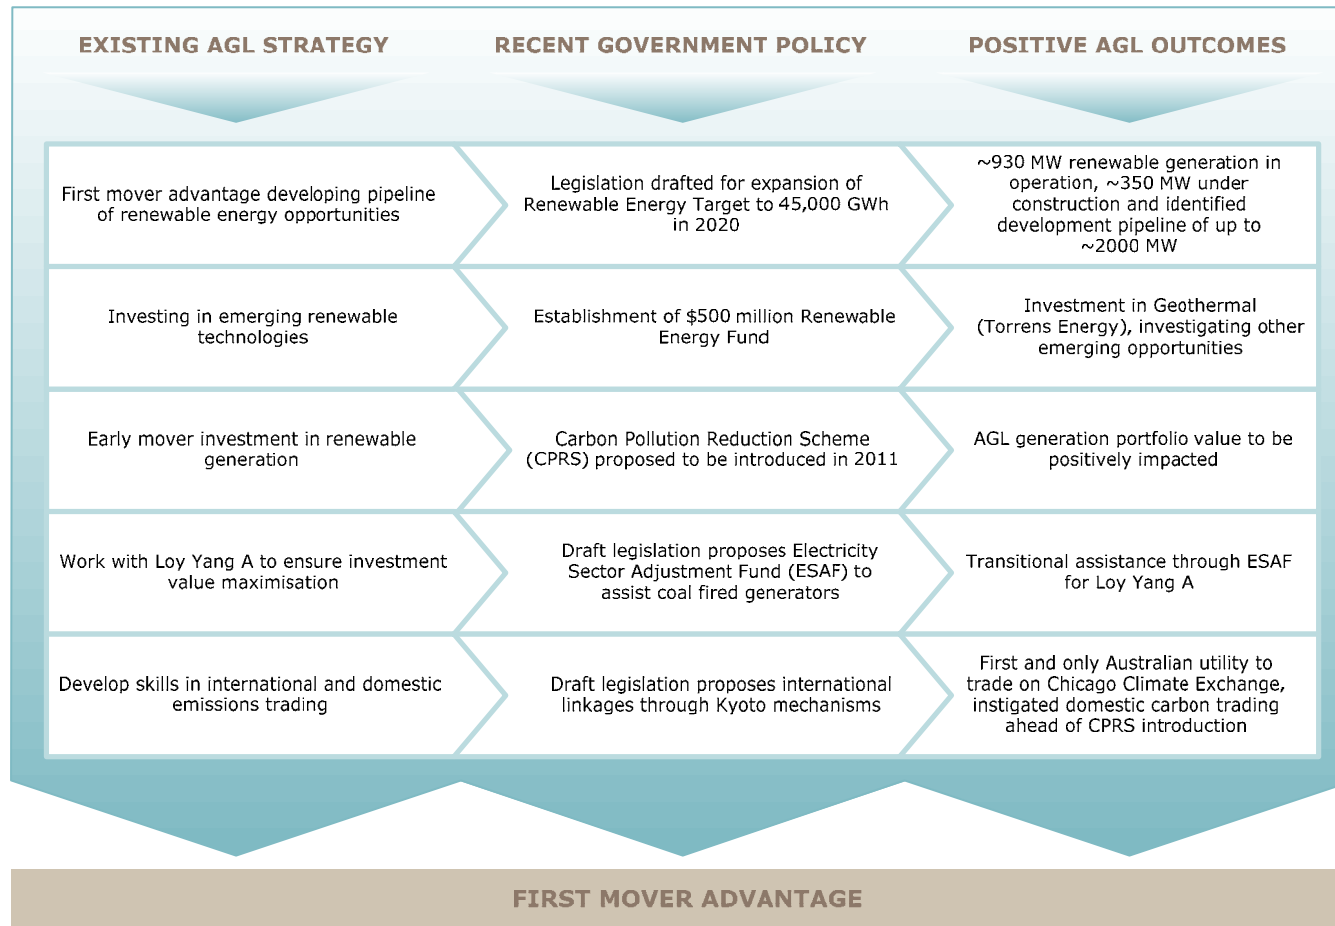 EXISTING AGL STRATEGY
RECENT GOVERNMENT POLICY
POSITIVE AGL OUTCOMES
First mover advantage developing pipeline
of renewable energy opportunities
Legislation drafted for expansion of
Renewable Energy Target to 45,000 GWh
in 2020
~930 MW renewable generation in
operation, ~350 MW under
construction and identified
development pipeline of up to
~2000 MW
Investing in emerging renewable
technologies
Establishment of $500 million Renewable
Energy Fund
Investment in Geothermal
(Torrens Energy), investigating other
emerging opportunities
Early mover investment in renewable
generation
Carbon Pollution Reduction Scheme
(CPRS) proposed to be introduced in 2011
AGL generation portfolio value to be
positively impacted
Work with Loy Yang A to ensure investment
value maximisation
Draft legislation proposes Electricity
Sector Adjustment Fund (ESAF) to
assist coal fired generators
Transitional assistance through ESAF
for Loy Yang A
Develop skills in international and domestic
emissions trading
Draft legislation proposes international
linkages through Kyoto mechanisms
First and only Australian utility to
trade on Chicago Climate Exchange,
instigated domestic carbon trading
ahead of CPRS introduction
FIRST MOVER ADVANTAGE